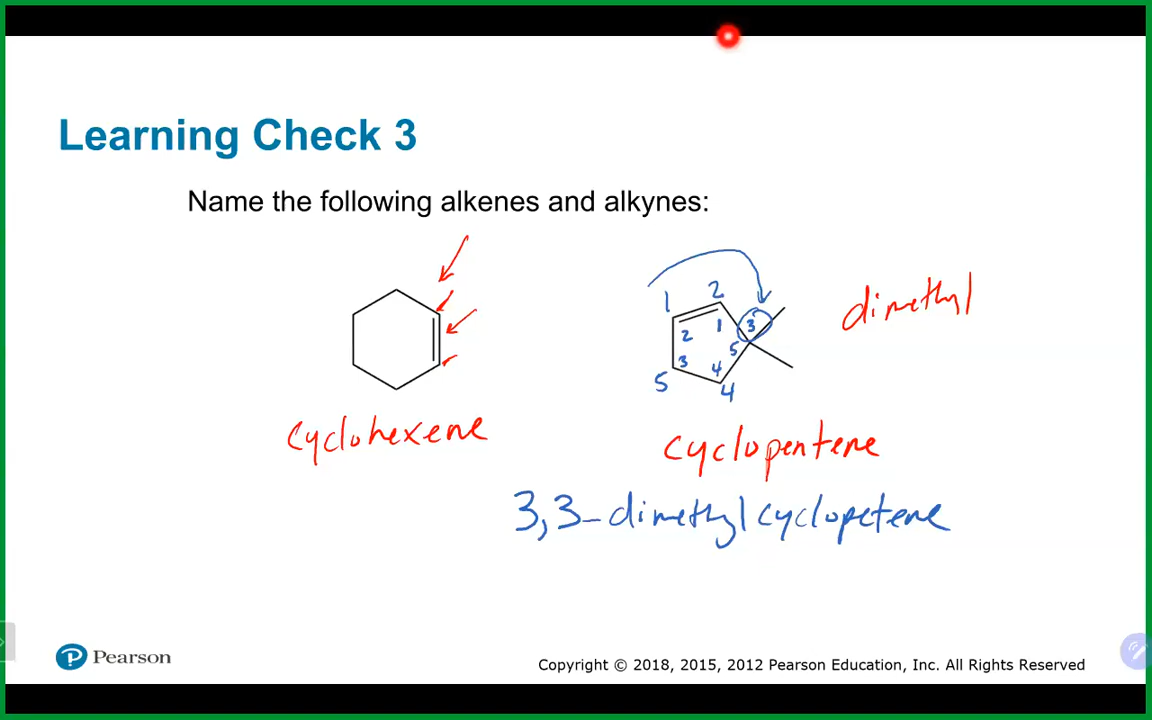 Learning Check 3
Name the following alkenes and alkynes:
1 2 3 4 5
1 2 3 4 5
dimethyl
cyclohexene
cyclopentene
3,3-dimethylcyclopetene
Pearson
Copyright © 2018, 2015, 2012 Pearson Education, Inc. All Rights Reserved